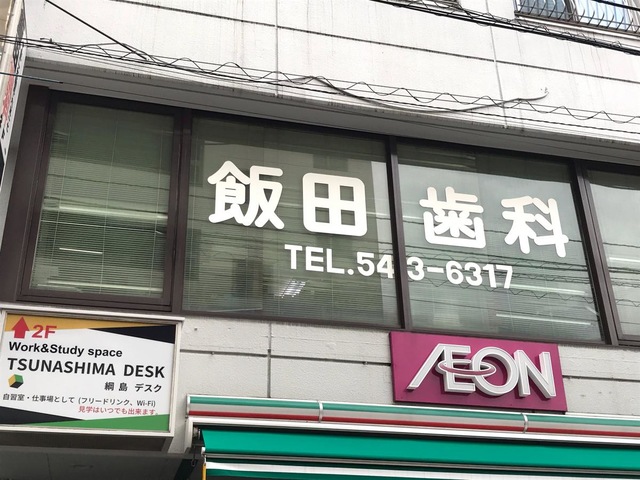 飯田 歯科
TEL.543-6317
2F
Work&Study space
TSUNASHIMA DESK
綱島 デスク
自習室・仕事場として (フリードリンク、Wi-Fi)
見学はいつでも出来ます。
ÆON